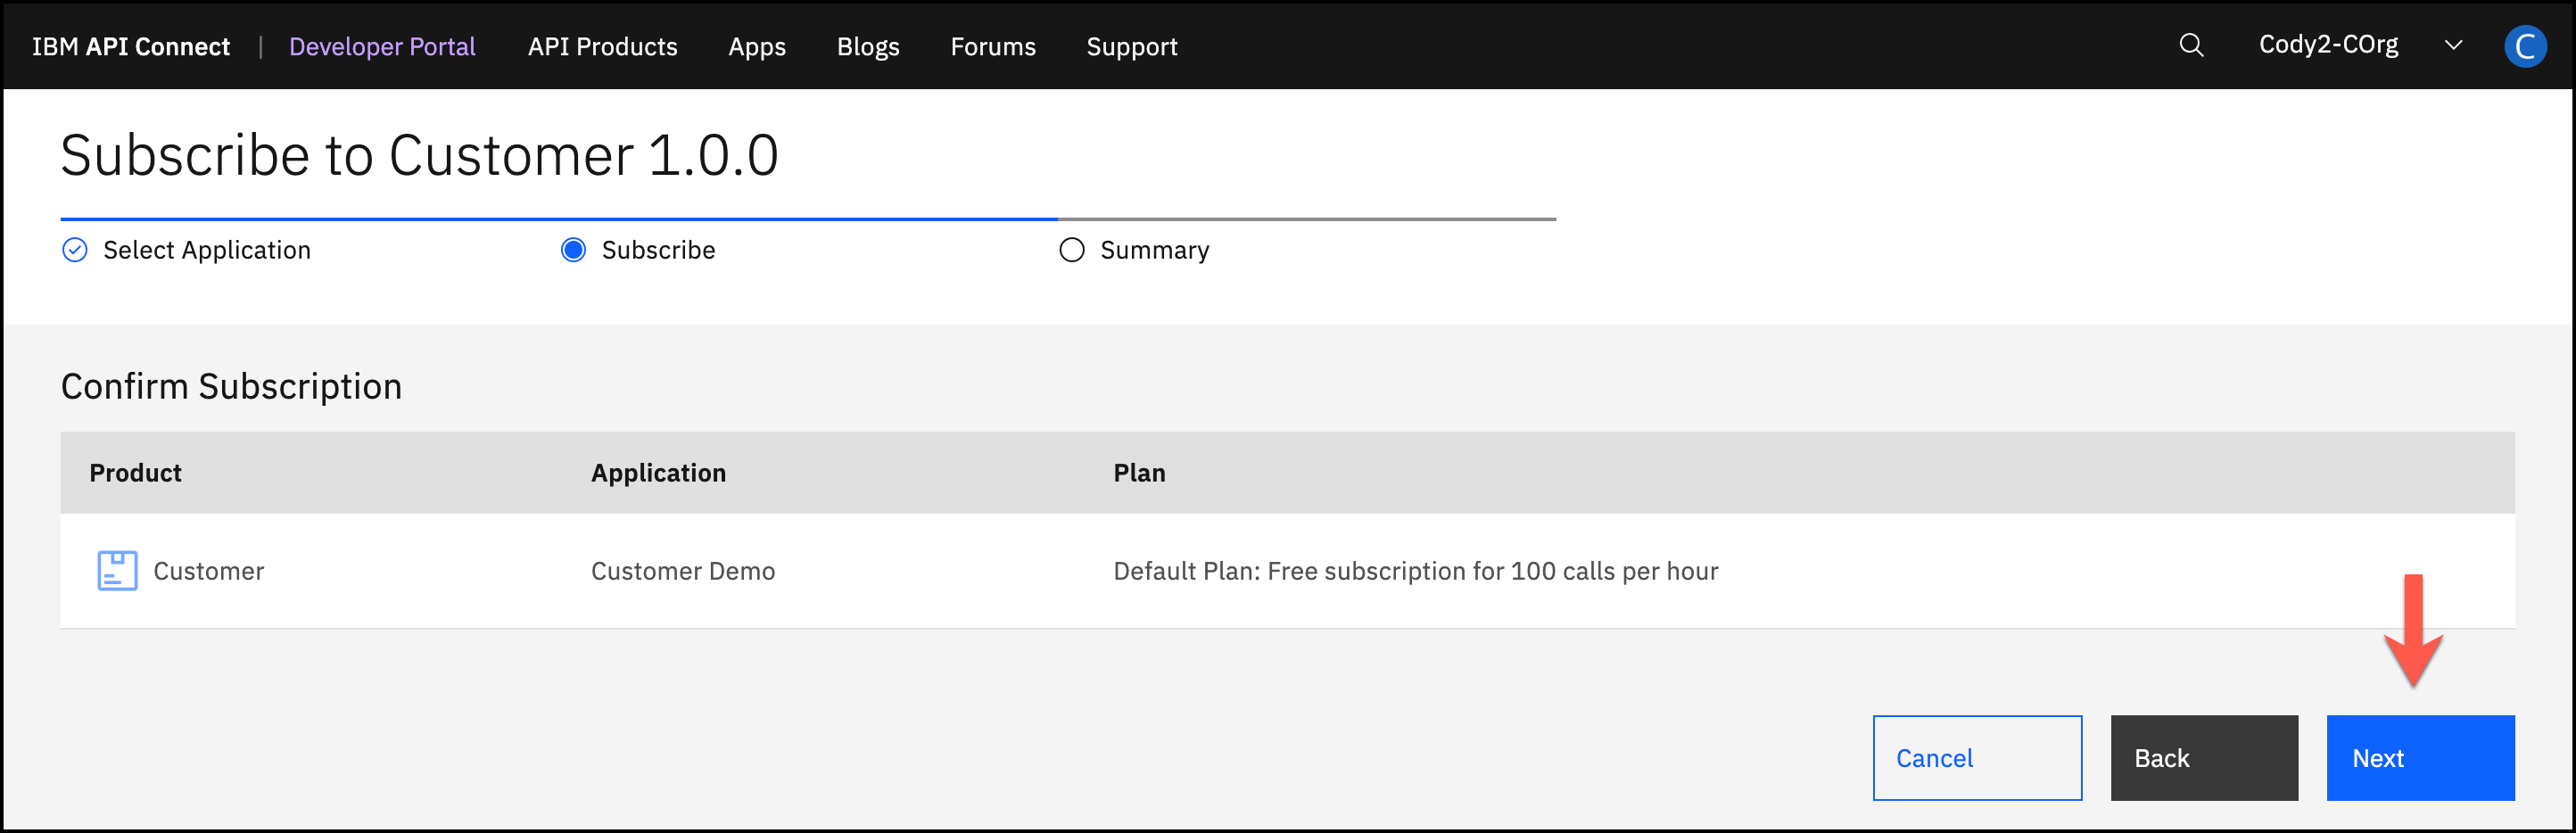 IBM API Connect | Developer Portal API Products Apps Blogs Forums Support Cody2-COrg C
Subscribe to Customer 1.0.0
Select Application Subscribe Summary
Confirm Subscription
Product Application Plan
Customer Customer Demo Default Plan: Free subscription for 100 calls per hour
Cancel Back Next